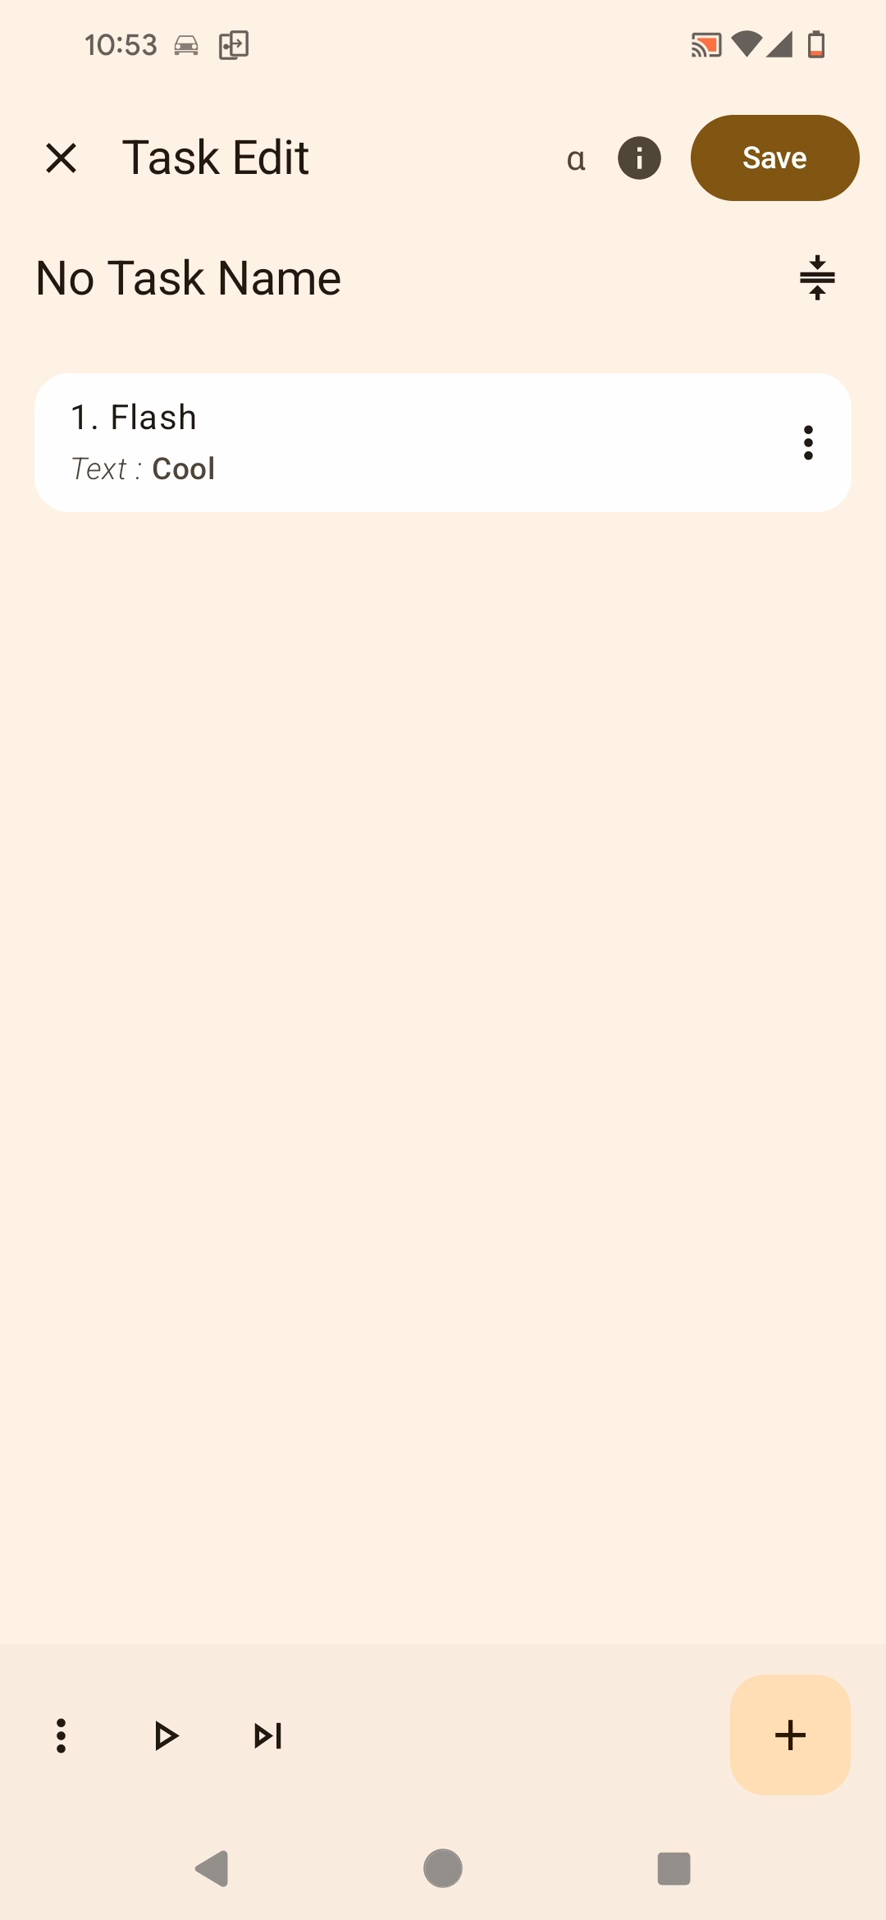 10:53
Task Edit
α
Save
No Task Name
1. Flash
Text : Cool